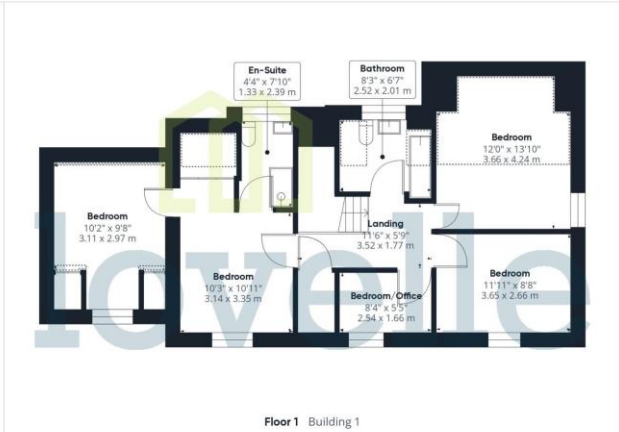 En-Suite
4'4" x 7'10"
1.33 x 2.39 m
Bathroom
8'3" x 6'7"
2.52 x 2.01 m
Bedroom
12'0" x 13'10"
3.66 x 4.24 m
Bedroom
10'2" x 9'8"
3.11 x 2.97 m
Landing
11'6" x 5'9"
3.52 x 1.77 m
Bedroom
10'3" x 10'11"
3.14 x 3.35 m
Bedroom/Office
8'4" x 5'5"
2.54 x 1.66 m
Bedroom
11'11" x 8'8"
3.65 x 2.66 m
lovelle
Floor 1 Building 1